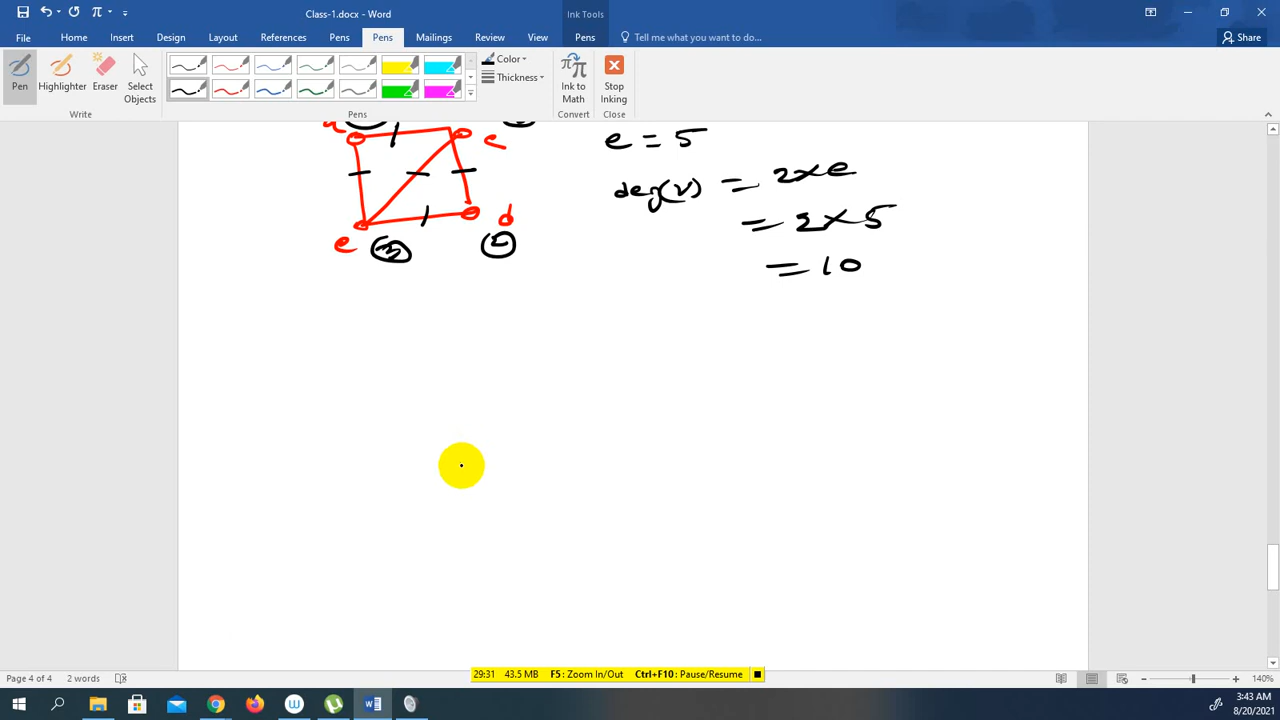 Class-1.docx - Word
Ink Tools
File Home Insert Draw Design Layout References Pens Mailings Review View Pens Tell me what you want to do... Share
Pen
Highlighter
Eraser
Select Objects
Color
Thickness
Ink to Math
Stop Inking
Write
Pens
Convert
Close
c
e = 5
deg(v) = 2×e
= 2 × 5
= 10
e 3
d 2
29:31 43.5 MB F5: Zoom In/Out Ctrl+F10: Pause/Resume
Page 4 of 4 2 words
140%
3:43 AM
8/20/2021